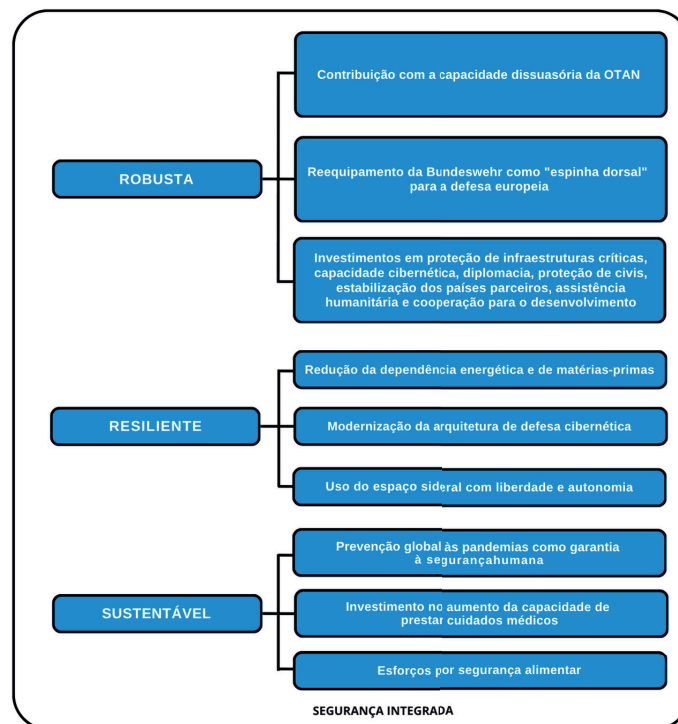 Contribuição com a capacidade dissuasória da OTAN
ROBUSTA
Reequipamento da Bundeswehr como "espinha dorsal"
para a defesa europeia
Investimentos em proteção de infraestruturas críticas,
capacidade cibernética, diplomacia, proteção de civis,
estabilização dos países parceiros, assistência
humanitária e cooperação para o desenvolvimento
Redução da dependência energética e de matérias-primas
RESILIENTE
Modernização da arquitetura de defesa cibernética
Uso do espaço sideral com liberdade e autonomia
Prevenção global às pandemias como garantia
à segurançahumana
SUSTENTÁVEL
Investimento no aumento da capacidade de
prestar cuidados médicos
Esforços por segurança alimentar
SEGURANÇA INTEGRADA